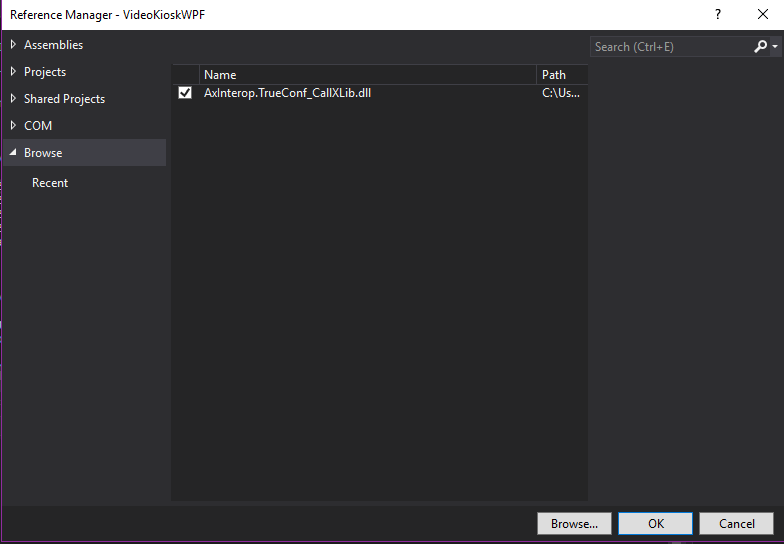 Reference Manager - VideoKioskWPF
?
Assemblies
Projects
Shared Projects
COM
Browse
Recent
Name Path
AxInterop.TrueConf_CallXLib.dll C:\Us...
Search (Ctrl+E)
Browse... OK Cancel